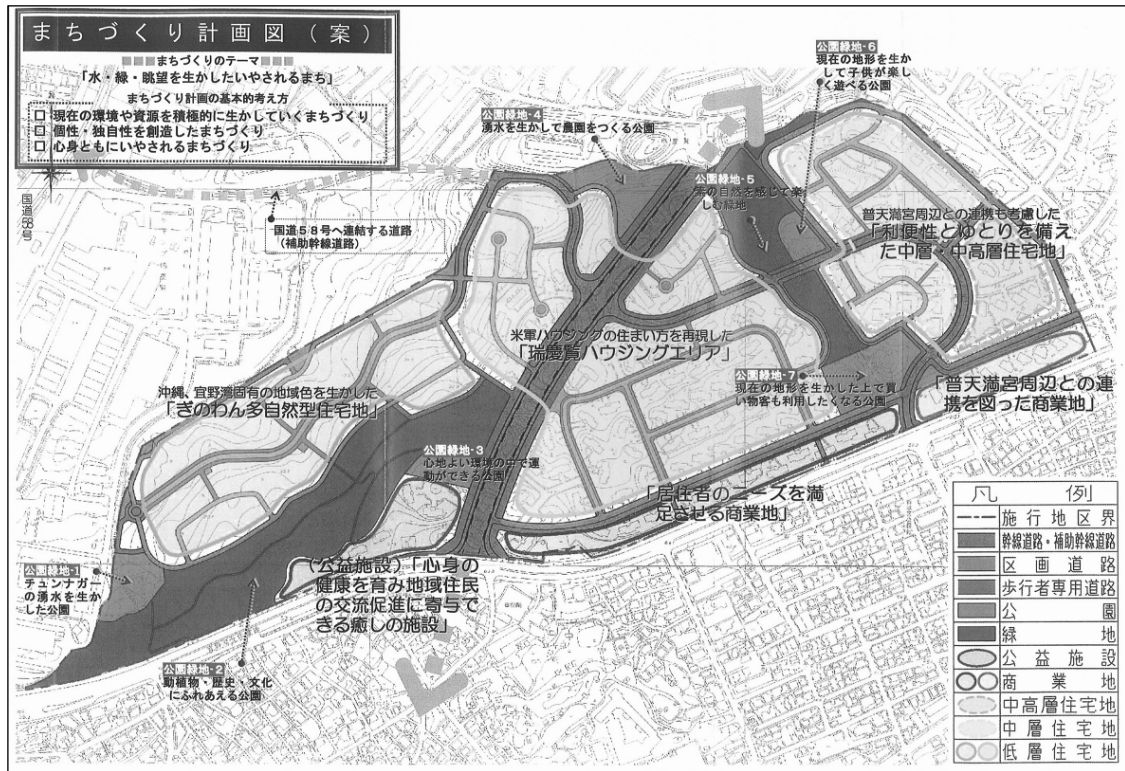 まちづくり計画図（案）
まちづくりのテーマ
「水・緑・眺望を生かしたいやされるまち」
まちづくり計画の基本的考え方
□ 現在の環境や資源を積極的に生かしていくまちづくり
□ 個性・独自性を創造したまちづくり
□ 心身ともにいやされるまちづくり
公園緑地-6
現在の地形を生か
して子供が楽し
く遊べる公園
公園緑地-4
湧水を生かして農園をつくる公園
国道58号
国道５８号へ連結する道路
（補助幹線道路）
公園緑地-5
の自然を感じて楽
しむ緑地
普天満宮周辺との連携も考慮した
「利便性とゆとりを備え
た中層・中高層住宅地」
米軍ハウジングの住まい方を再現した
「瑞慶覧ハウジングエリア」
沖縄、宜野湾固有の地域色を生かした
「ぎのわん多自然型住宅地」
公園緑地-7
現在の地形を生かした上で買
い物客も利用したくなる公園
「普天満宮周辺との連
携を図った商業地」
公園緑地-3
心地よい環境の中で運
動ができる公園
「居住者のニーズを満
足させる商業地」
公園緑地-1
チュンナガー
の湧水を生か
した公園
（公益施設）「心身の
健康を育み地域住民
の交流促進に寄与で
きる癒しの施設」
公園緑地-2
動植物・歴史・文化
にふれあえる公園
凡例
施行地区界
幹線道路・補助幹線道路
区画道路
歩行者専用道路
公園
緑地
公益施設
商業地
中高層住宅地
中層住宅地
低層住宅地